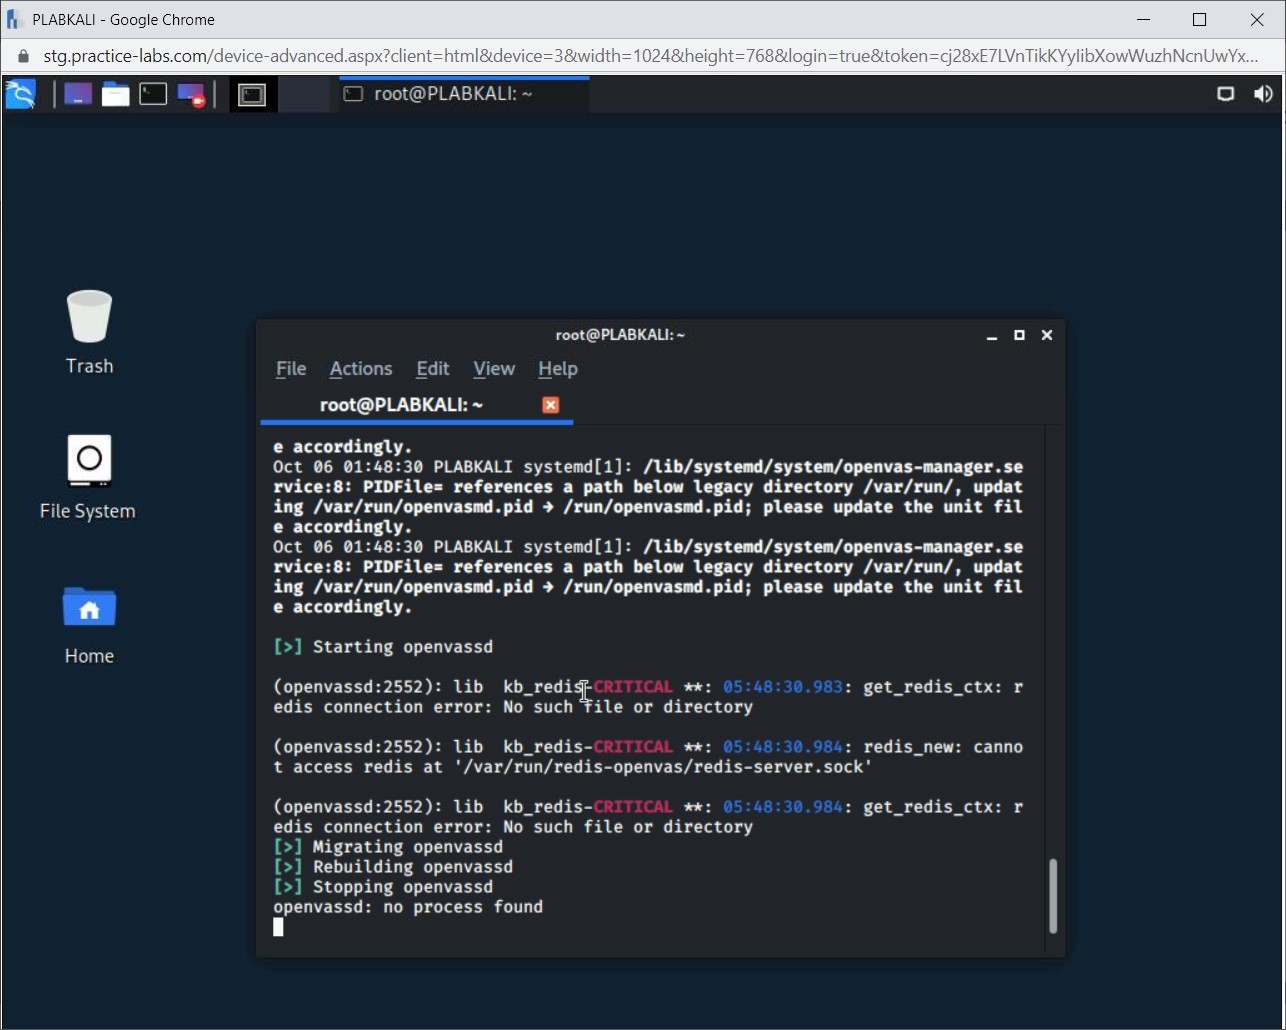 PLABKALI - Google Chrome
stg.practice-labs.com/device-advanced.aspx?client=html&device=3&width=1024&height=768&login=true&token=cj28xE7LVnTikKYylibXowWuzhNcnUwYx...
root@PLABKALI: ~
Trash
File System
Home
root@PLABKALI: ~
File Actions Edit View Help
root@PLABKALI: ~
e accordingly.
Oct 06 01:48:30 PLABKALI systemd[1]: /lib/systemd/system/openvas-manager.se
rvice:8: PIDFile= references a path below legacy directory /var/run/, updat
ing /var/run/openvasmd.pid → /run/openvasmd.pid; please update the unit fil
e accordingly.
Oct 06 01:48:30 PLABKALI systemd[1]: /lib/systemd/system/openvas-manager.se
rvice:8: PIDFile= references a path below legacy directory /var/run/, updat
ing /var/run/openvasmd.pid → /run/openvasmd.pid; please update the unit fil
e accordingly.
[>] Starting openvassd
(openvassd:2552): lib  kb_redis-CRITICAL **: 05:48:30.983: get_redis_ctx: r
edis connection error: No such file or directory
(openvassd:2552): lib  kb_redis-CRITICAL **: 05:48:30.984: redis_new: canno
t access redis at '/var/run/redis-openvas/redis-server.sock'
(openvassd:2552): lib  kb_redis-CRITICAL **: 05:48:30.984: get_redis_ctx: r
edis connection error: No such file or directory
[>] Migrating openvassd
[>] Rebuilding openvassd
[>] Stopping openvassd
openvassd: no process found